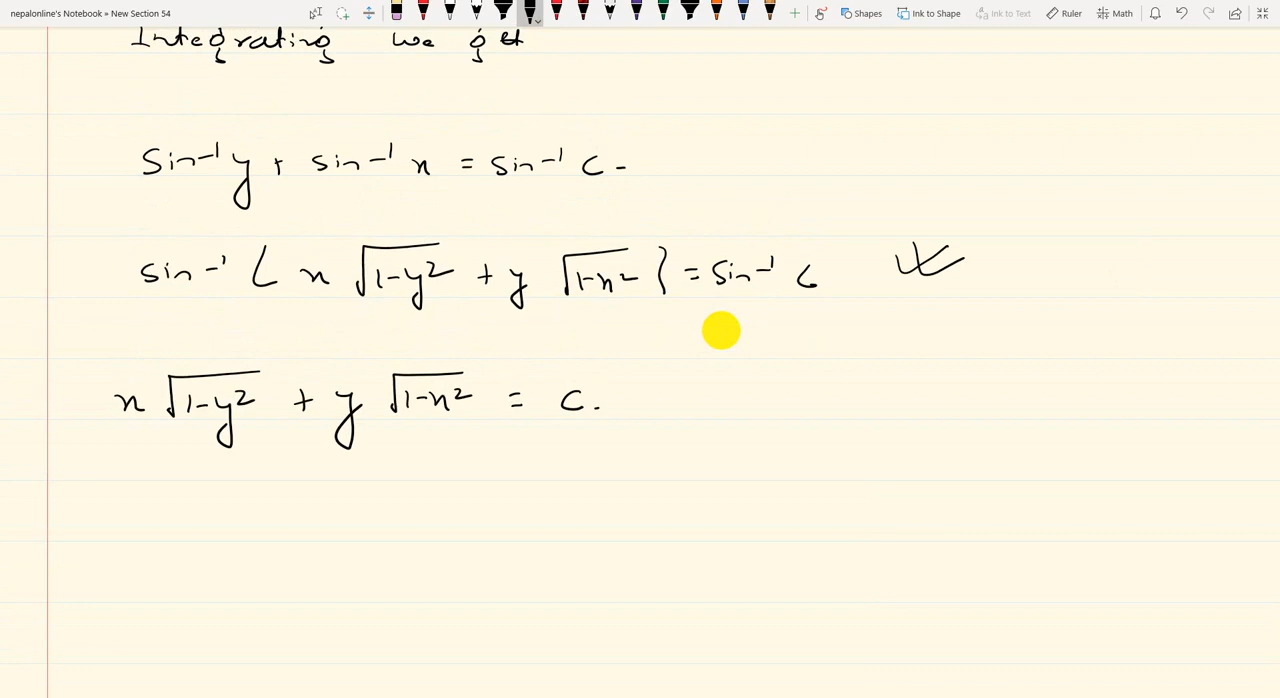 nepalonline's Notebook » New Section 54
Shapes Ink to Shape Ink to Text Ruler Math
Integrating we get
Sin⁻¹ y + sin⁻¹ x = sin⁻¹ c -
sin⁻¹ { x √(1-y²) + y √(1-x²) } = sin⁻¹ c
x √(1-y²) + y √(1-x²) = c.